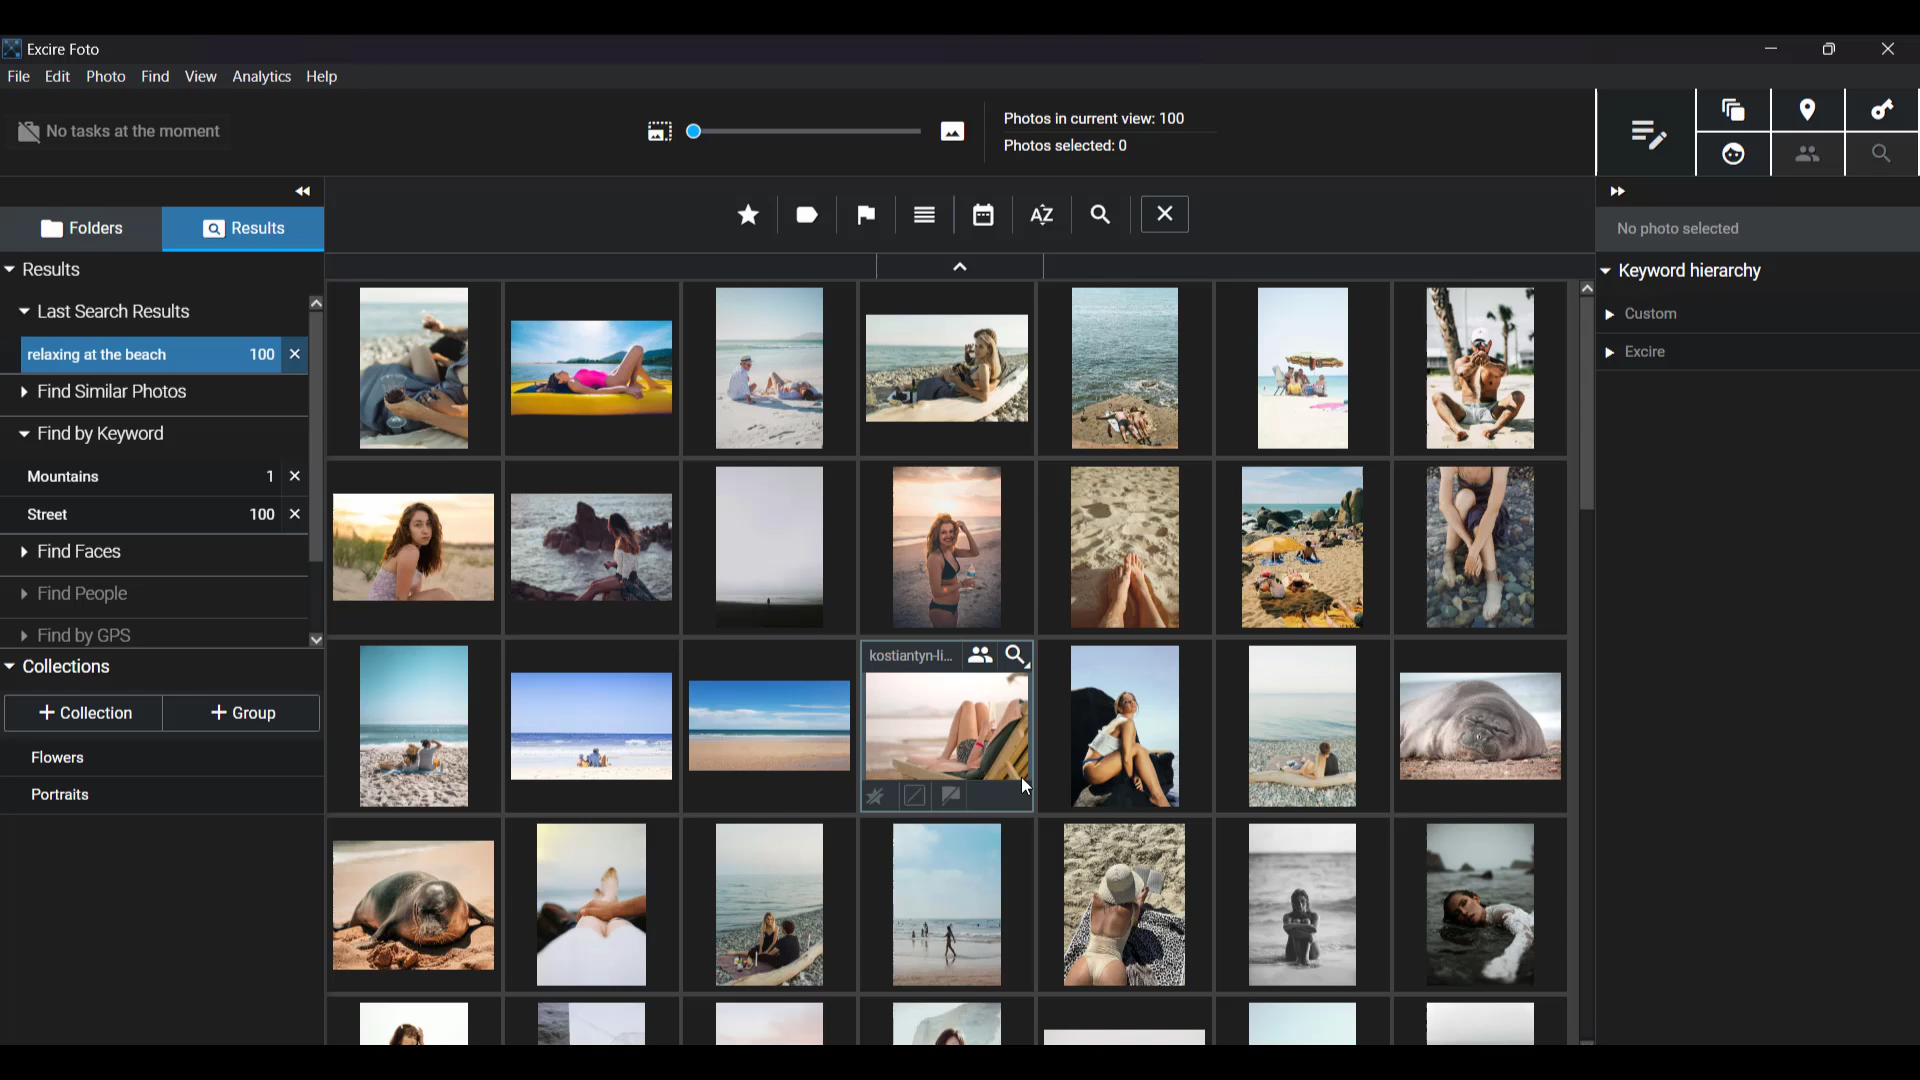 Excire Foto
File Edit Photo Find View Analytics Help
No tasks at the moment
Photos in current view: 100
Photos selected: 0
Folders
Results
No photo selected
Results
Keyword hierarchy
Last Search Results
Custom
relaxing at the beach 100
Excire
Find Similar Photos
Find by Keyword
Mountains 1
Street 100
Find Faces
Find People
Find by GPS
kostiantyn-li...
Collections
+ Collection
+ Group
Flowers
Portraits